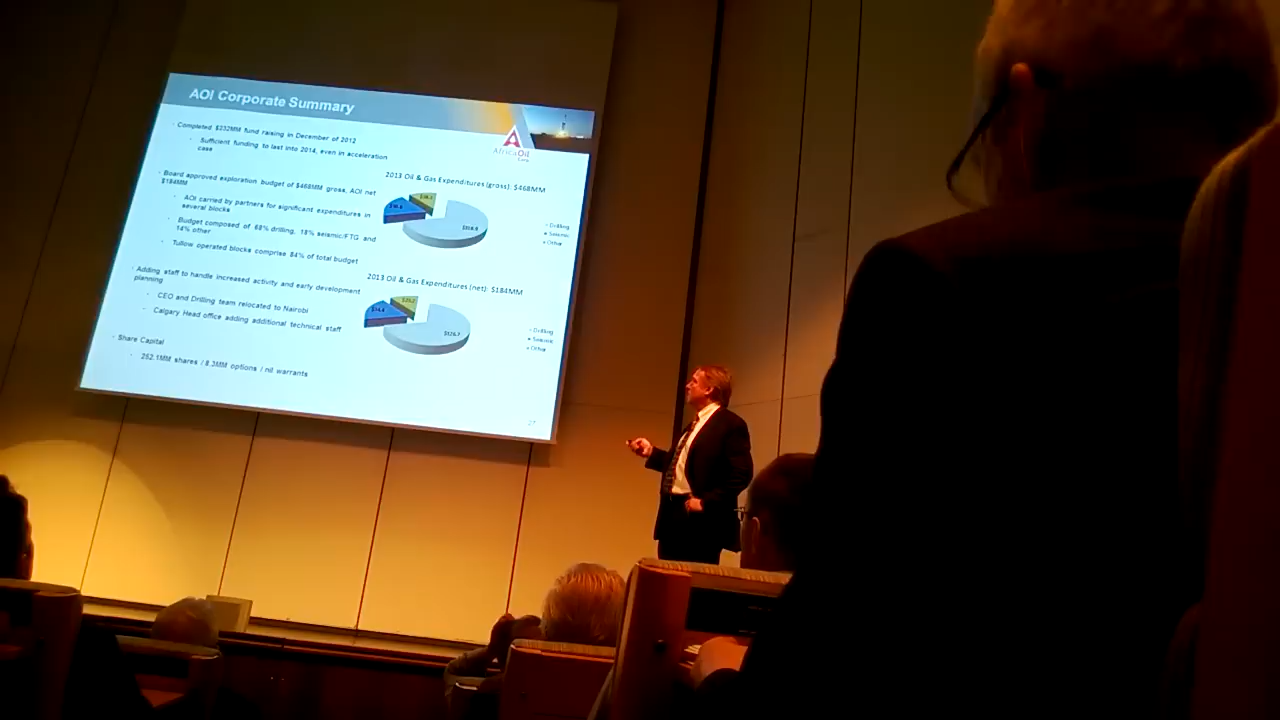 AOI Corporate Summary
Completed $232MM fund raising in December of 2012
Sufficient funding to last into 2014, even in acceleration
case
Board approved exploration budget of $468MM gross, AOI net
$184MM
AOI carried by partners for significant expenditures in
several blocks
Budget composed of 68% drilling, 18% seismic/FTG and
14% other
Tullow operated blocks comprise 84% of total budget
Adding staff to handle increased activity and early development
planning
CEO and Drilling team relocated to Nairobi
Calgary Head office adding additional technical staff
Share Capital
252.1MM shares / 8.3MM options / nil warrants
AfricaOil
Corp.
2013 Oil & Gas Expenditures (gross): $468MM
Drilling
Seismic
Other
2013 Oil & Gas Expenditures (net): $184MM
Drilling
Seismic
Other
27